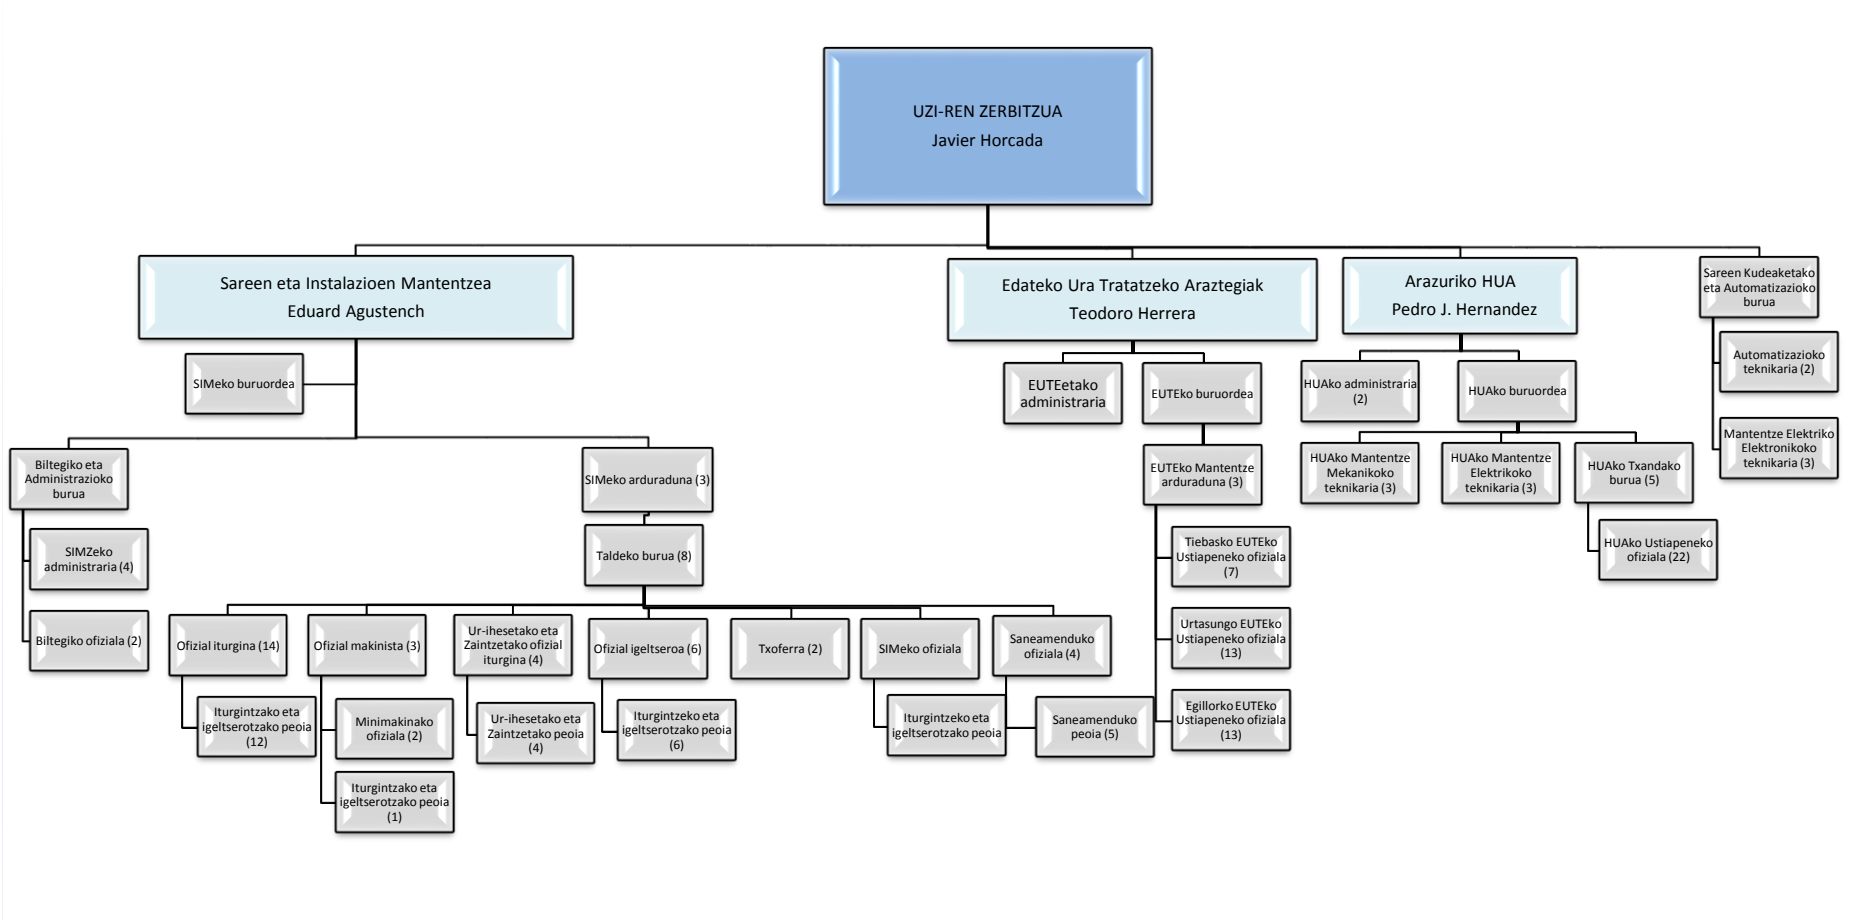 UZI-REN ZERBITZUA
Javier Horcada
Sareen eta Instalazioen Mantentzea
Eduard Agustench
Edateko Ura Tratatzeko Araztegiak
Teodoro Herrera
Arazuriko HUA
Pedro J. Hernandez
Sareen Kudeaketako
eta Automatizazioko
burua
SIMeko buruordea
EUTEetako
administraria
EUTEko buruordea
HUAko administraria
(2)
HUAko buruordea
Automatizazioko
teknikaria (2)
Mantentze Elektriko
Elektronikoko
teknikaria (3)
Biltegiko eta
Administrazioko
burua
SIMeko arduraduna (3)
EUTEko Mantentze
arduraduna (3)
HUAko Mantentze
Mekanikoko
teknikaria (3)
HUAko Mantentze
Elektrikoko
teknikaria (3)
HUAko Txandako
burua (5)
HUAko Ustiapeneko
ofiziala (22)
SIMZeko
administraria (4)
Biltegiko ofiziala (2)
Taldeko burua (8)
Tiebasko EUTEko
Ustiapeneko ofiziala
(7)
Urtasungo EUTEko
Ustiapeneko ofiziala
(13)
Egillorko EUTEko
Ustiapeneko ofiziala
(13)
Ofizial iturgina (14)
Ofizial makinista (3)
Ur-ihesetako eta
Zaintzetako ofizial
iturgina (4)
Ofizial igeltseroa (6)
Txoferra (2)
SIMeko ofiziala
Saneamenduko
ofiziala (4)
Iturgintzako eta
igeltserotzako peoia
(12)
Minimakinako
ofiziala (2)
Iturgintzako eta
igeltserotzako peoia
(1)
Ur-ihesetako eta
Zaintzetako peoia
(4)
Iturgintzeko eta
igeltserotzako peoia
(6)
Iturgintzeko eta
igeltserotzako peoia
Saneamenduko
peoia (5)